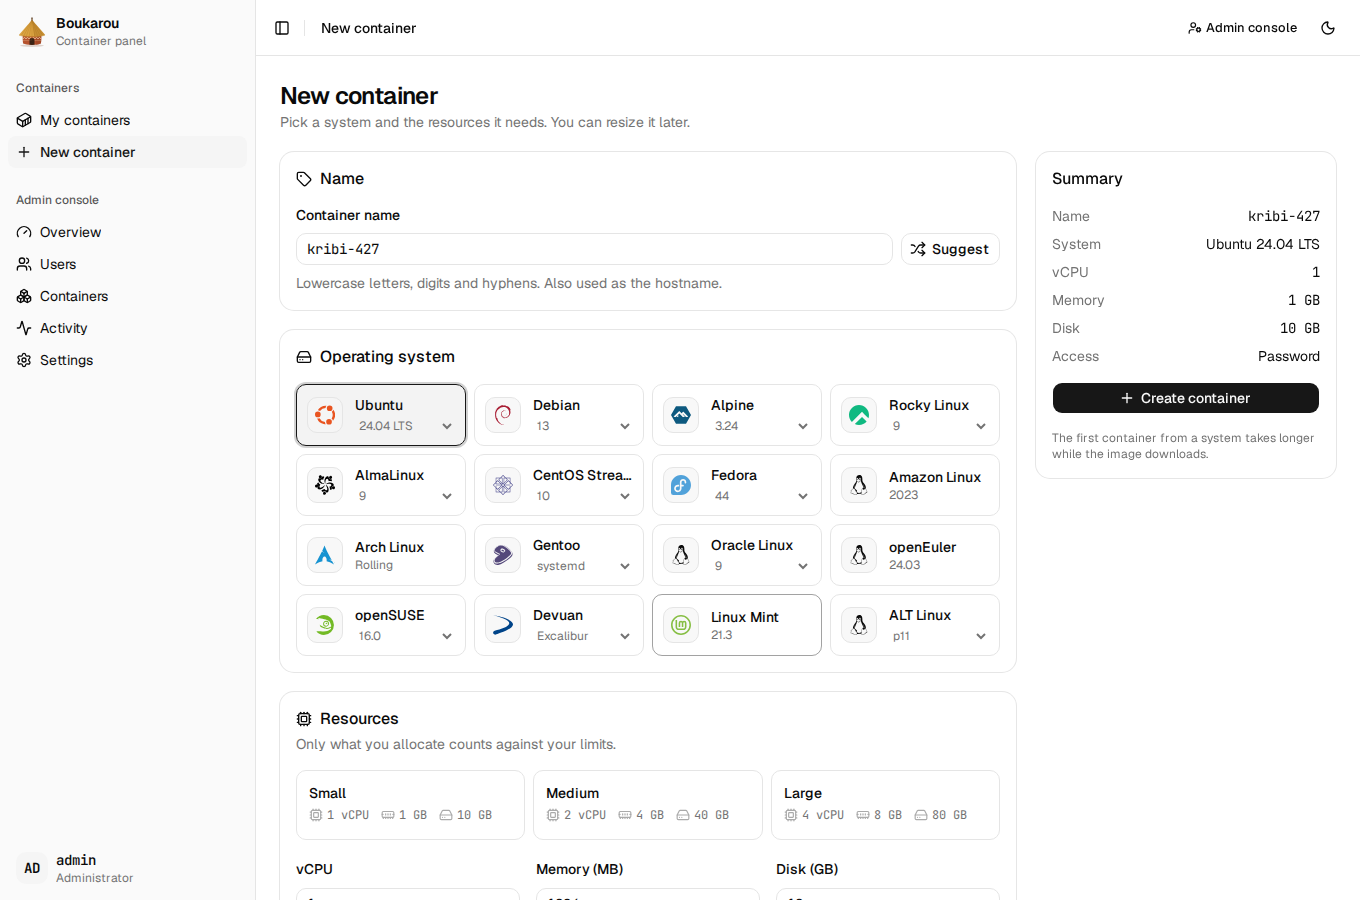 Boukarou
Container panel
Containers
My containers
New container
Admin console
Overview
Users
Containers
Activity
Settings
AD
admin
Administrator
New container
Admin console
New container
Pick a system and the resources it needs. You can resize it later.
Name
Container name
kribi-427
Suggest
Lowercase letters, digits and hyphens. Also used as the hostname.
Operating system
Ubuntu
24.04 LTS
Debian
13
Alpine
3.24
Rocky Linux
9
AlmaLinux
9
CentOS Strea...
10
Fedora
44
Amazon Linux
2023
Arch Linux
Rolling
Gentoo
systemd
Oracle Linux
9
openEuler
24.03
openSUSE
16.0
Devuan
Excalibur
Linux Mint
21.3
ALT Linux
p11
Resources
Only what you allocate counts against your limits.
Small
1 vCPU 1 GB 10 GB
Medium
2 vCPU 4 GB 40 GB
Large
4 vCPU 8 GB 80 GB
vCPU
Memory (MB)
Disk (GB)
Summary
Name kribi-427
System Ubuntu 24.04 LTS
vCPU 1
Memory 1 GB
Disk 10 GB
Access Password
Create container
The first container from a system takes longer
while the image downloads.